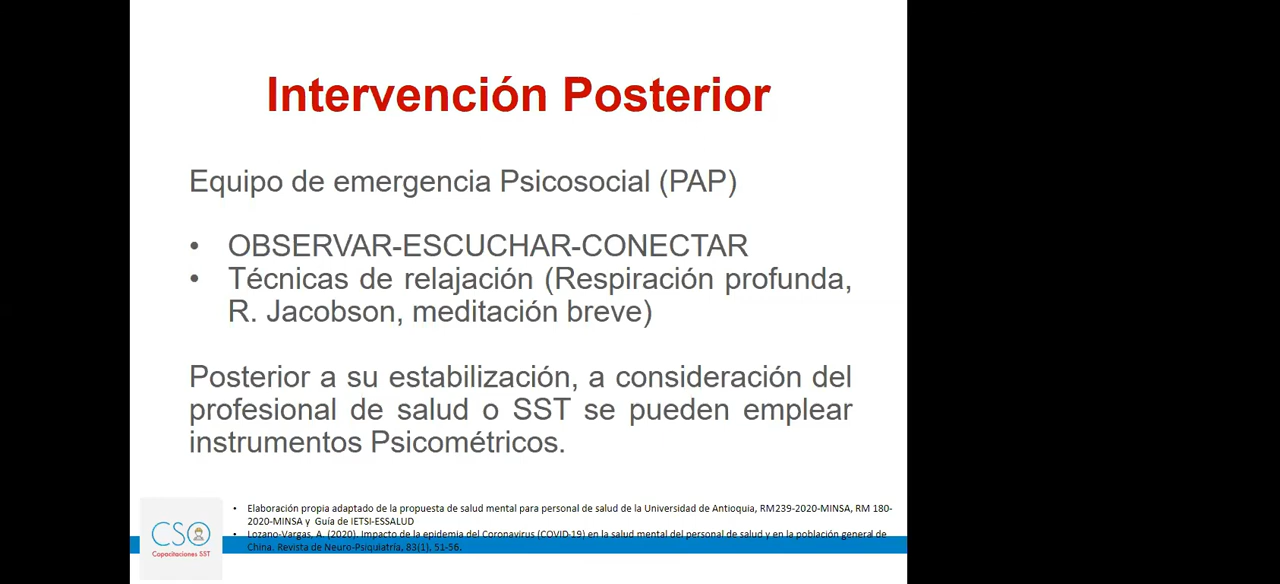 Intervención Posterior
Equipo de emergencia Psicosocial (PAP)
• OBSERVAR-ESCUCHAR-CONECTAR
• Técnicas de relajación (Respiración profunda,
R. Jacobson, meditación breve)
Posterior a su estabilización, a consideración del
profesional de salud o SST se pueden emplear
instrumentos Psicométricos.
• Elaboración propia adaptado de la propuesta de salud mental para personal de salud de la Universidad de Antioquia, RM239-2020-MINSA, RM 180-
2020-MINSA y Guía de IETSI-ESSALUD
• Lozano-Vargas, A. (2020). Impacto de la epidemia del Coronavirus (COVID-19) en la salud mental del personal de salud y en la población general de
China. Revista de Neuro-Psiquiatría, 83(1), 51-56.
CSO
Capacitaciones SST